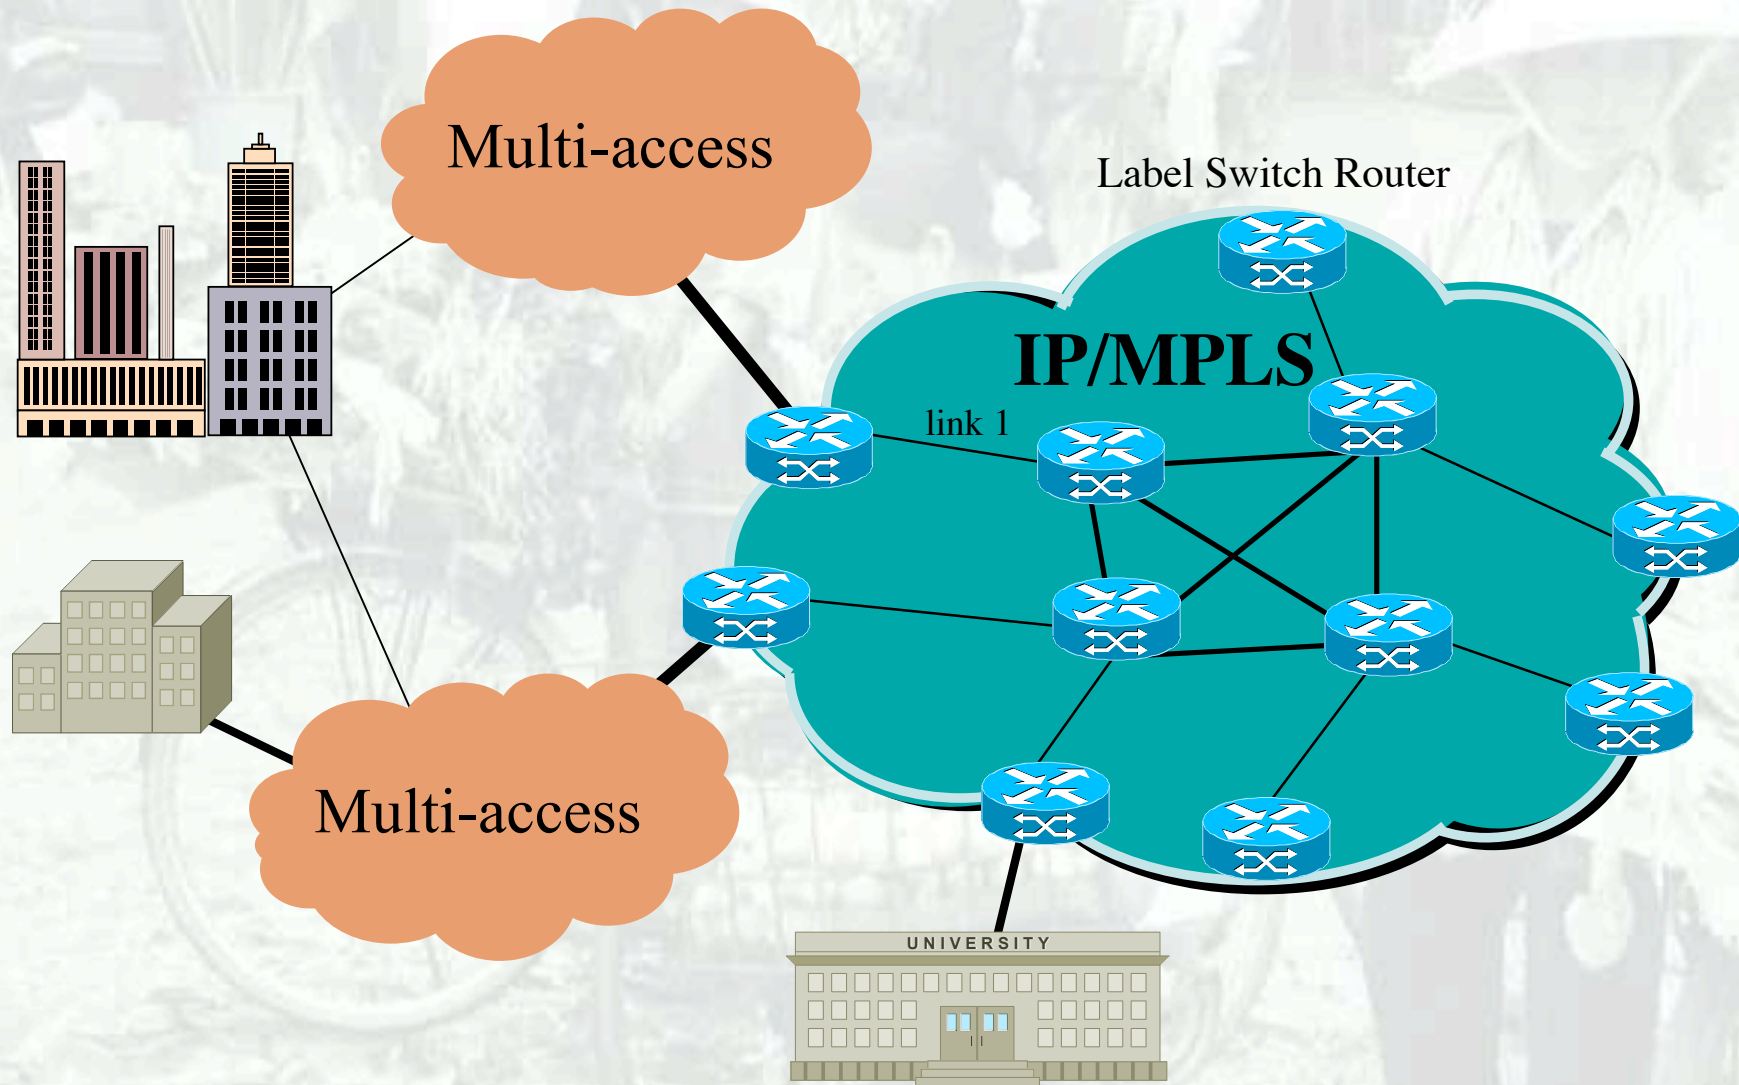 Multi-access
Label Switch Router
IP/MPLS
link 1
Multi-access
UNIVERSITY